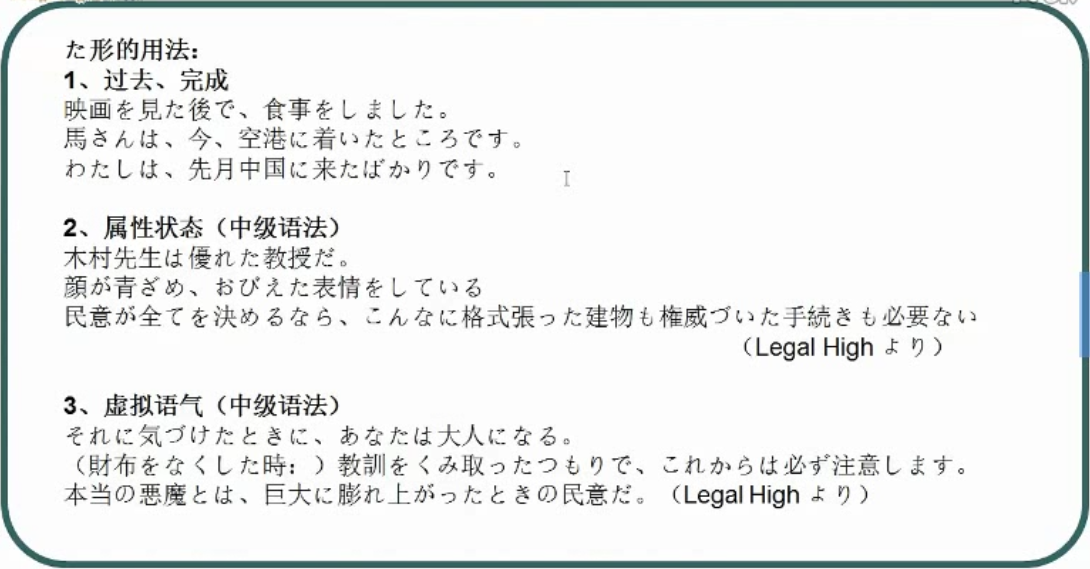 た形的用法:
1、过去、完成
映画を見た後で、食事をしました。
馬さんは、今、空港に着いたところです。
わたしは、先月中国に来たばかりです。
2、属性状态（中级语法）
木村先生は優れた教授だ。
顔が青ざめ、おびえた表情をしている
民意が全てを決めるなら、こんなに格式張った建物も権威づいた手続きも必要ない
（Legal High より）
3、虚拟语气（中级语法）
それに気づけたときに、あなたは大人になる。
（財布をなくした時：）教訓をくみ取ったつもりで、これからは必ず注意します。
本当の悪魔とは、巨大に膨れ上がったときの民意だ。（Legal High より）